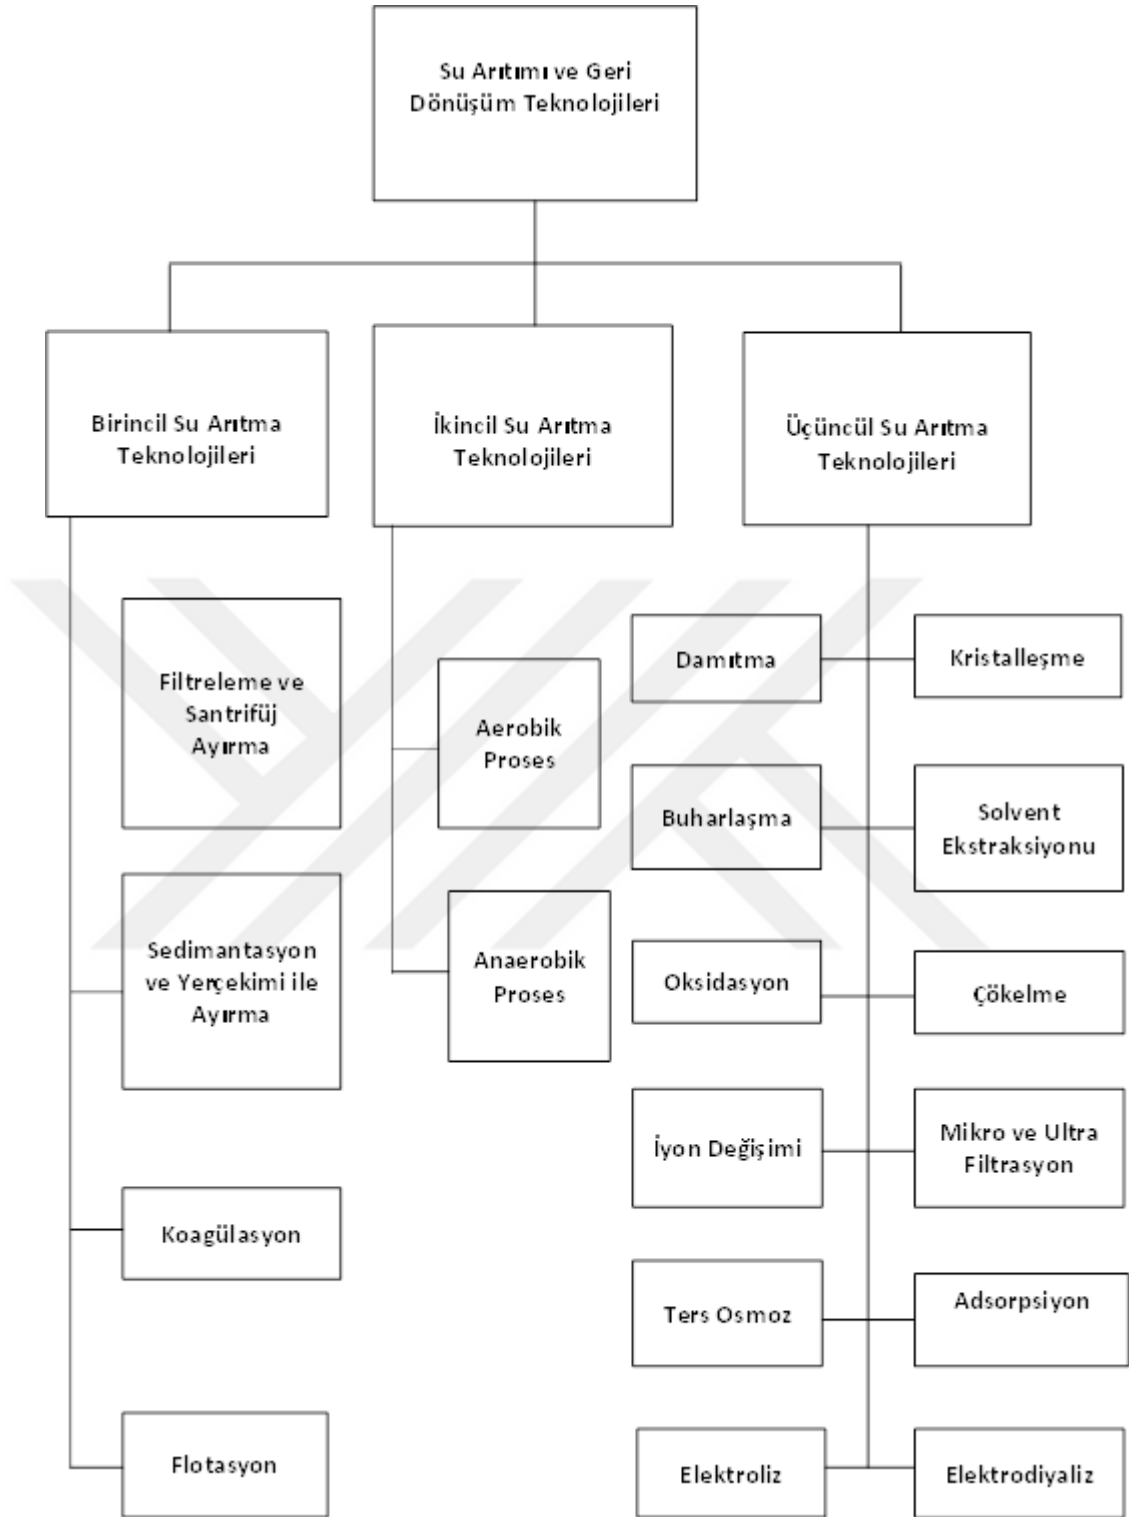 Su Arıtımı ve Geri
Dönüşüm Teknolojileri
Birincil Su Arıtma
Teknolojileri
İkincil Su Arıtma
Teknolojileri
Üçüncül Su Arıtma
Teknolojileri
Filtreleme ve
Santrifüj
Ayırma
Sedimantasyon
ve Yerçekimi ile
Ayırma
Koagülasyon
Flotasyon
Aerobik
Proses
Anaerobik
Proses
Damıtma
Kristalleşme
Buharlaşma
Solvent
Ekstraksiyonu
Oksidasyon
Çökelme
İyon Değişimi
Mikro ve Ultra
Filtrasyon
Ters Osmoz
Adsorpsiyon
Elektroliz
Elektrodiyaliz